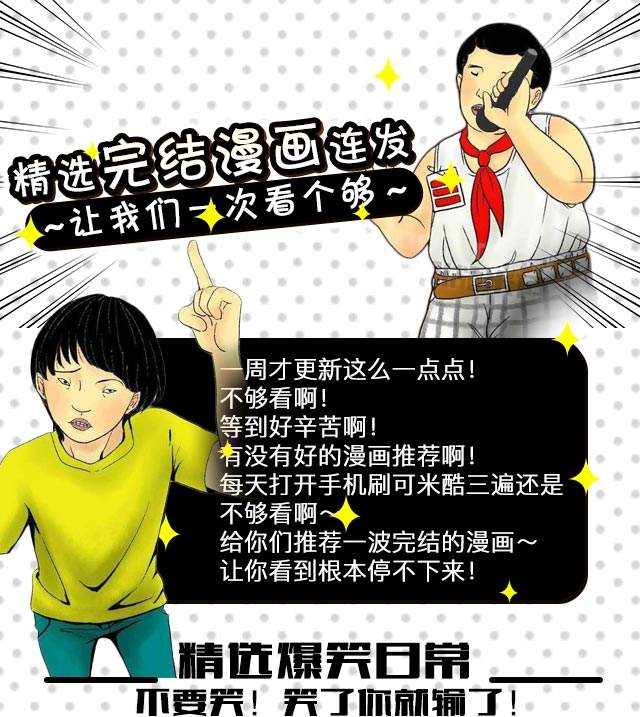 精选完结漫画连发
~让我们一次看个够~
一周才更新这么一点点！
不够看啊！
等到好辛苦啊！
有没有好的漫画推荐啊！
每天打开手机刷可米酷三遍还是
不够看啊~
给你们推荐一波完结的漫画~
让你看到根本停不下来！
精选爆笑日常
不要笑！笑了你就输了！